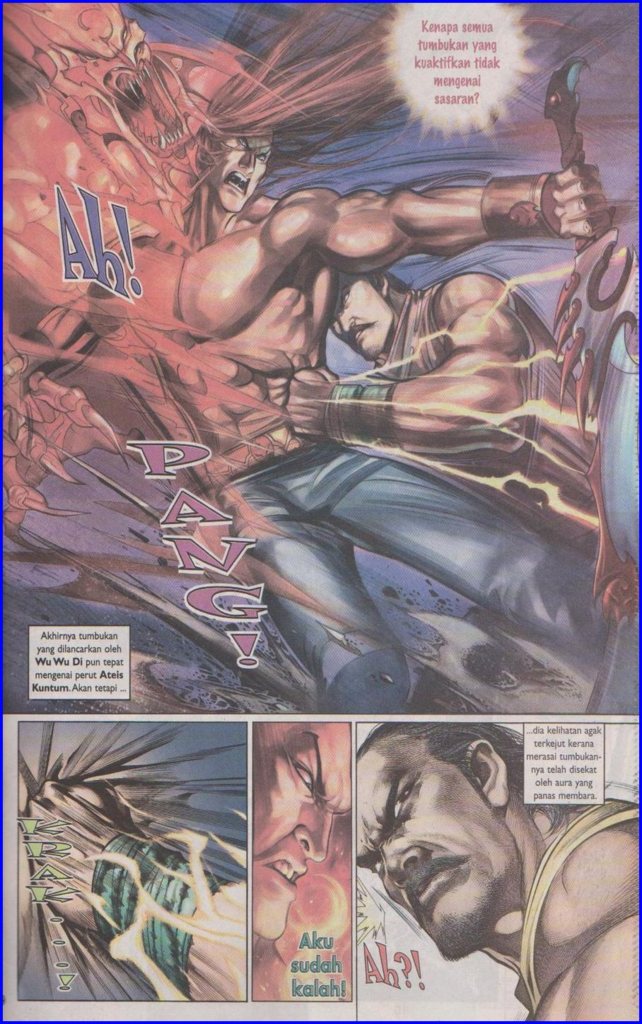 Kenapa semua
tumbukan yang
kuaktifkan tidak
mengenai
sasaran?
Ah!
PANG!
Akhirnya tumbukan
yang dilancarkan oleh
Wu Wu Di pun tepat
mengenai perut Ateis
Kuntum. Akan tetapi ...
KRAK...!
Aku
sudah
kalah!
...dia kelihatan agak
terkejut kerana
merasai tumbukan-
nya telah disekat
oleh aura yang
panas membara.
Ah?!